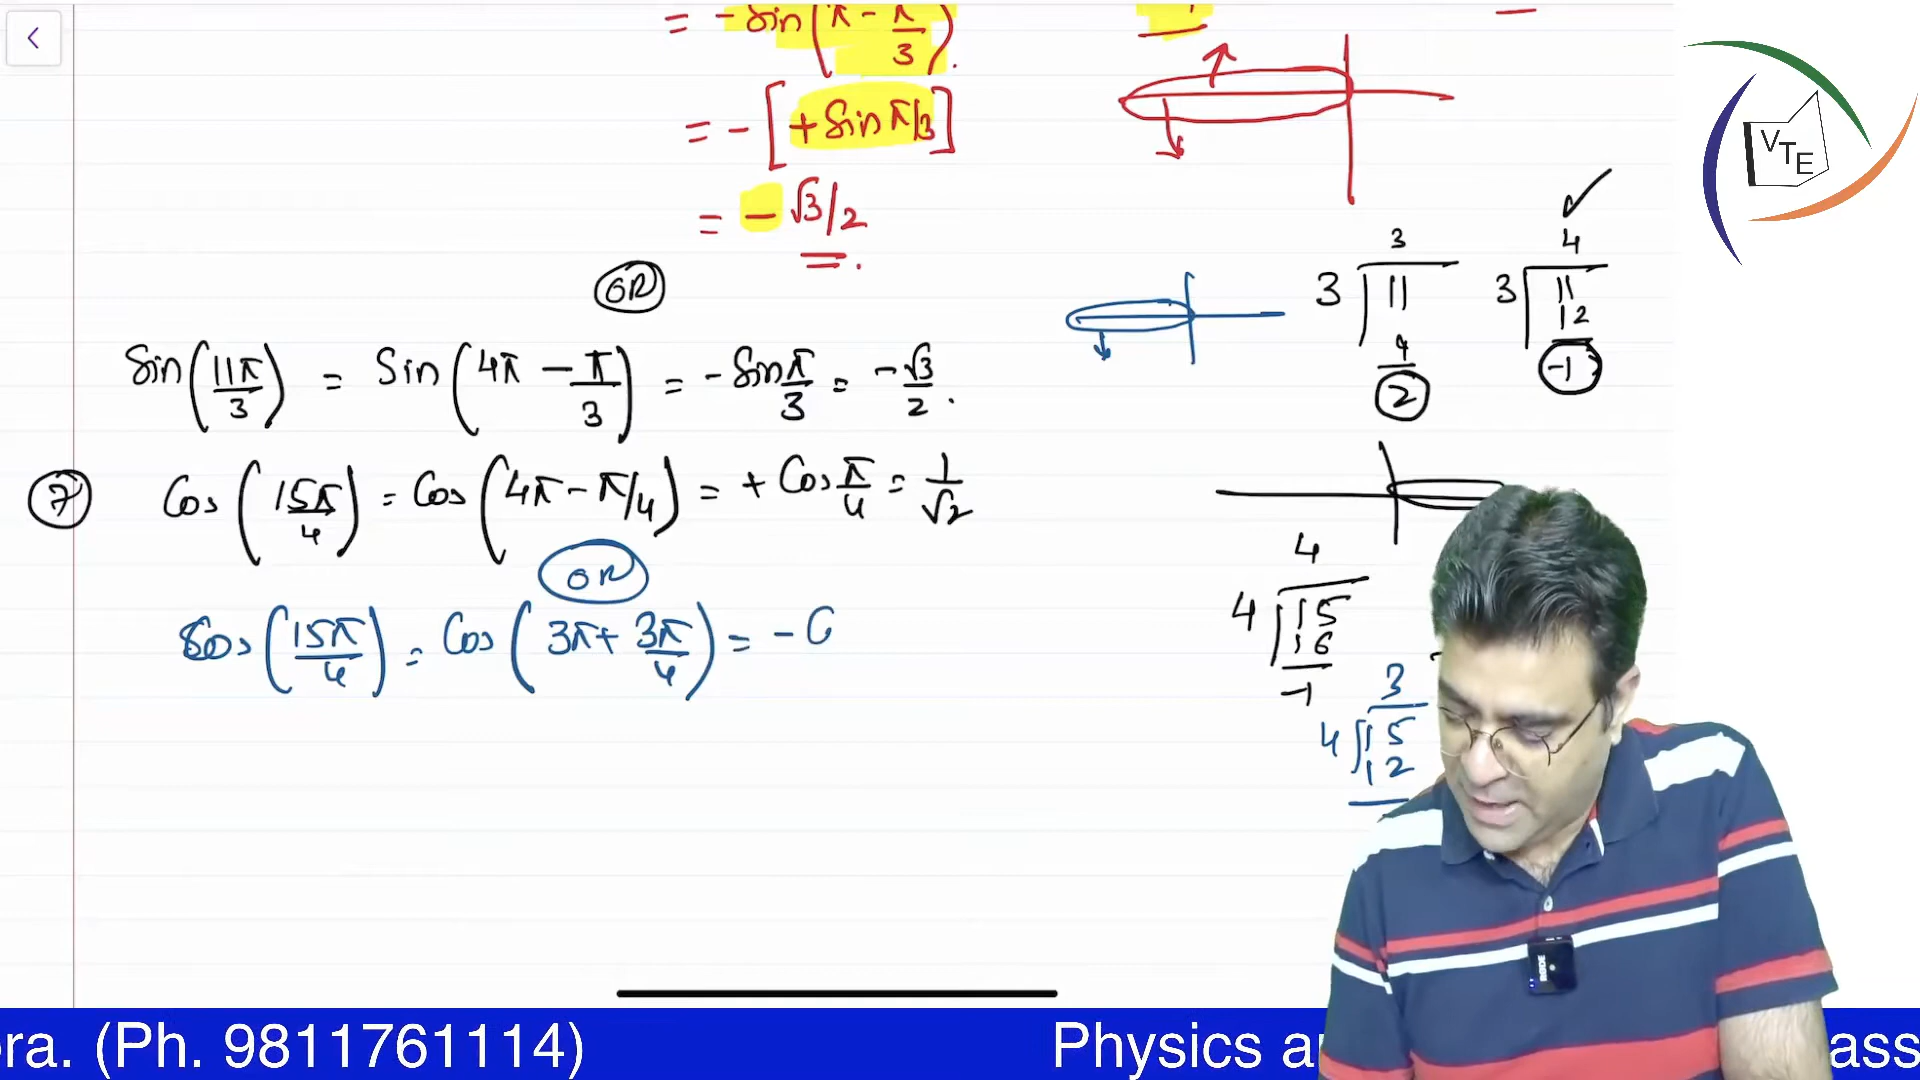 = - Sin(π - π/3).
= - [+ Sin π/3]
= - √3/2
OR
Sin(11π/3) = Sin(4π - π/3) = - Sin π/3 = -√3/2.
3
3 11
9
2
4
3 11
12
-1
7 Cos(15π/4) = Cos(4π - π/4) = + Cos π/4 = 1/√2
OR
Cos(15π/4) = Cos(3π + 3π/4) = - C
4
4 15
16
-1
3
4 15
12
VTE
RODE
ra. (Ph. 9811761114)
Physics
ass